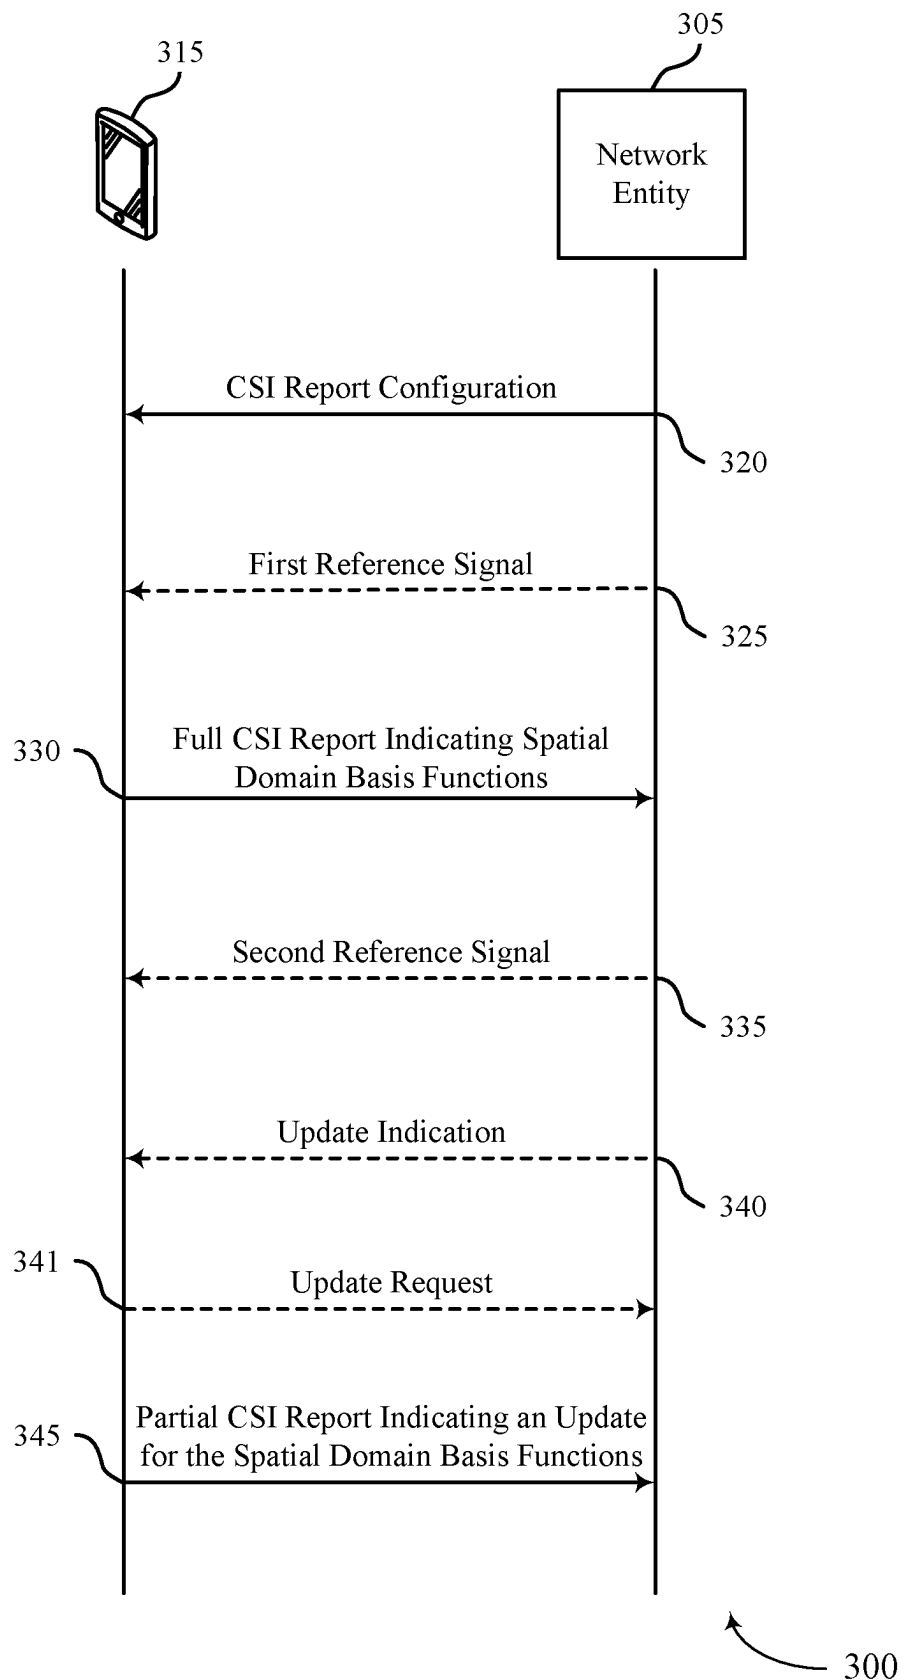 305
315
Network
Entity
CSI Report Configuration
320
First Reference Signal
325
Full CSI Report Indicating Spatial
330
Domain Basis Functions
Second Reference Signal
335
Update Indication
340
341
Update Request
Partial CSI Report Indicating an Update
345
for the Spatial Domain Basis Functions
300